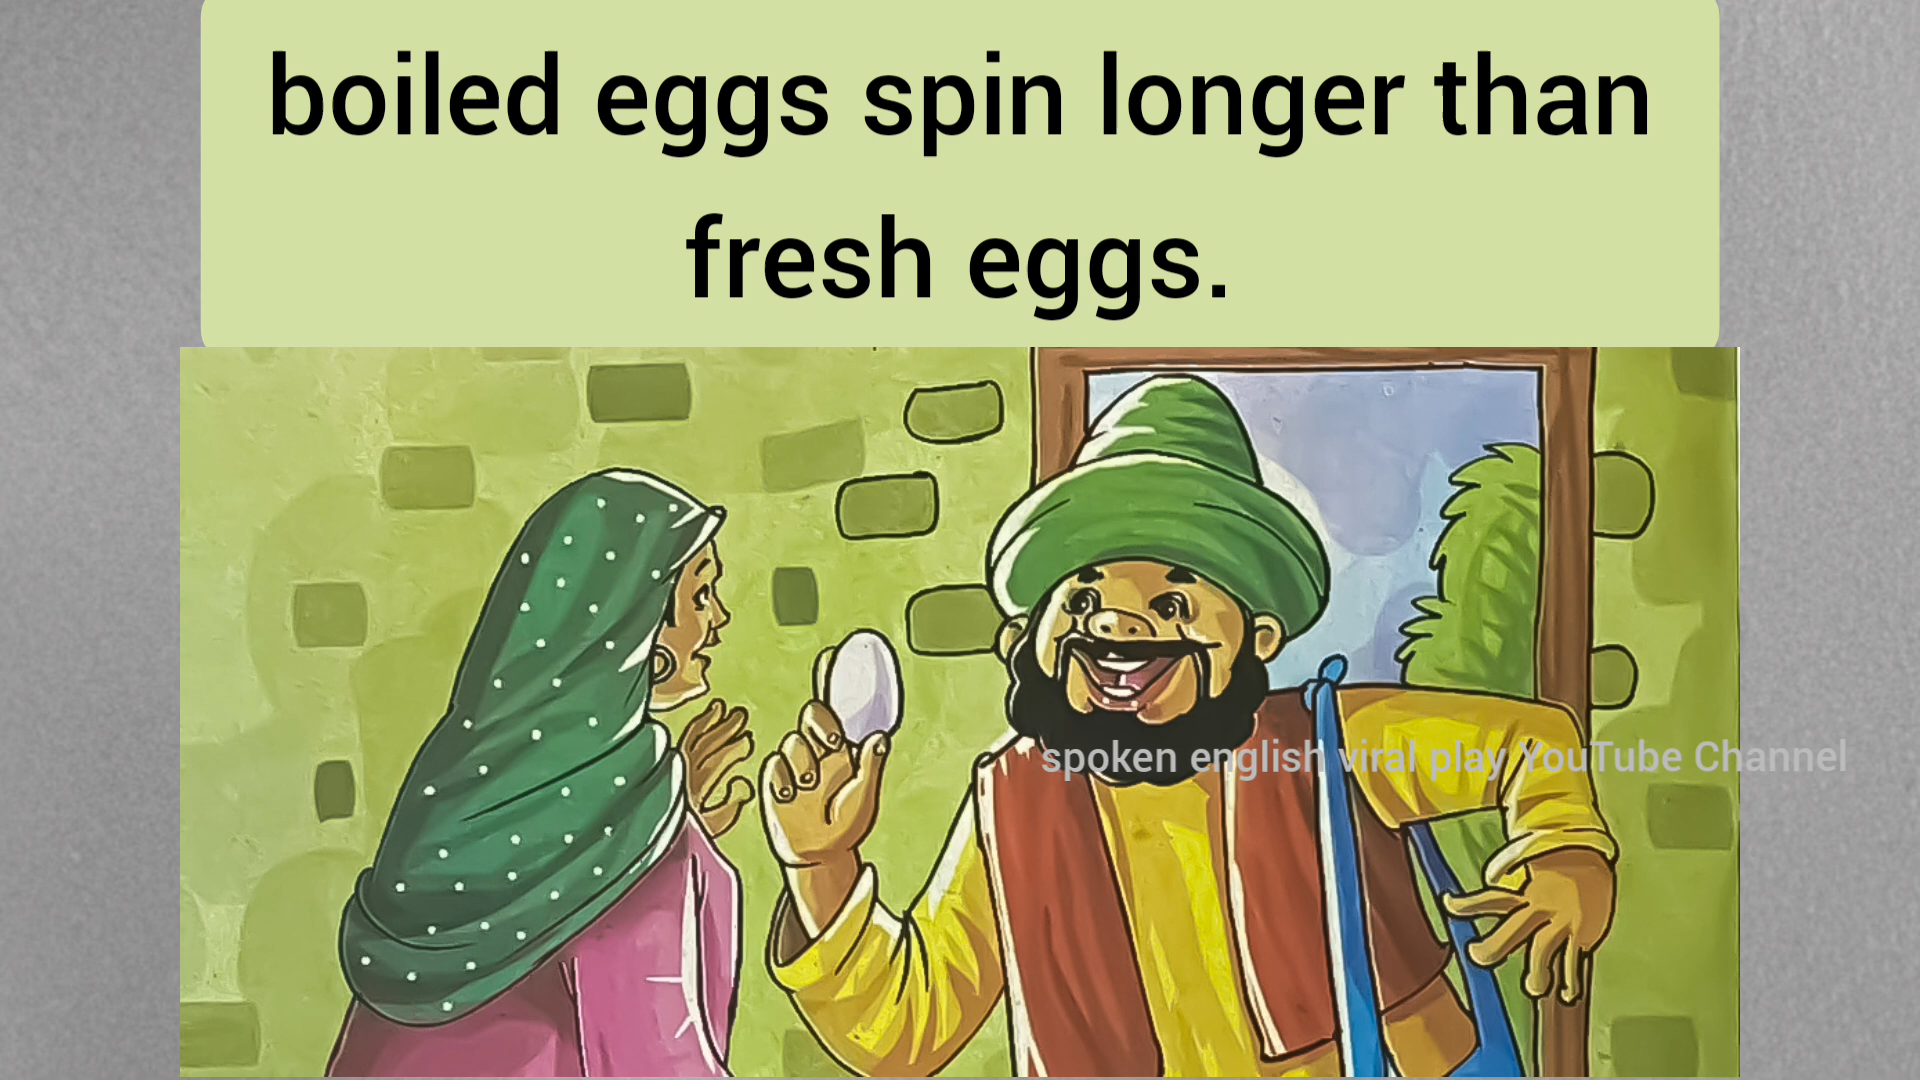 boiled eggs spin longer than
fresh eggs.
spoken english viral play YouTube Channel